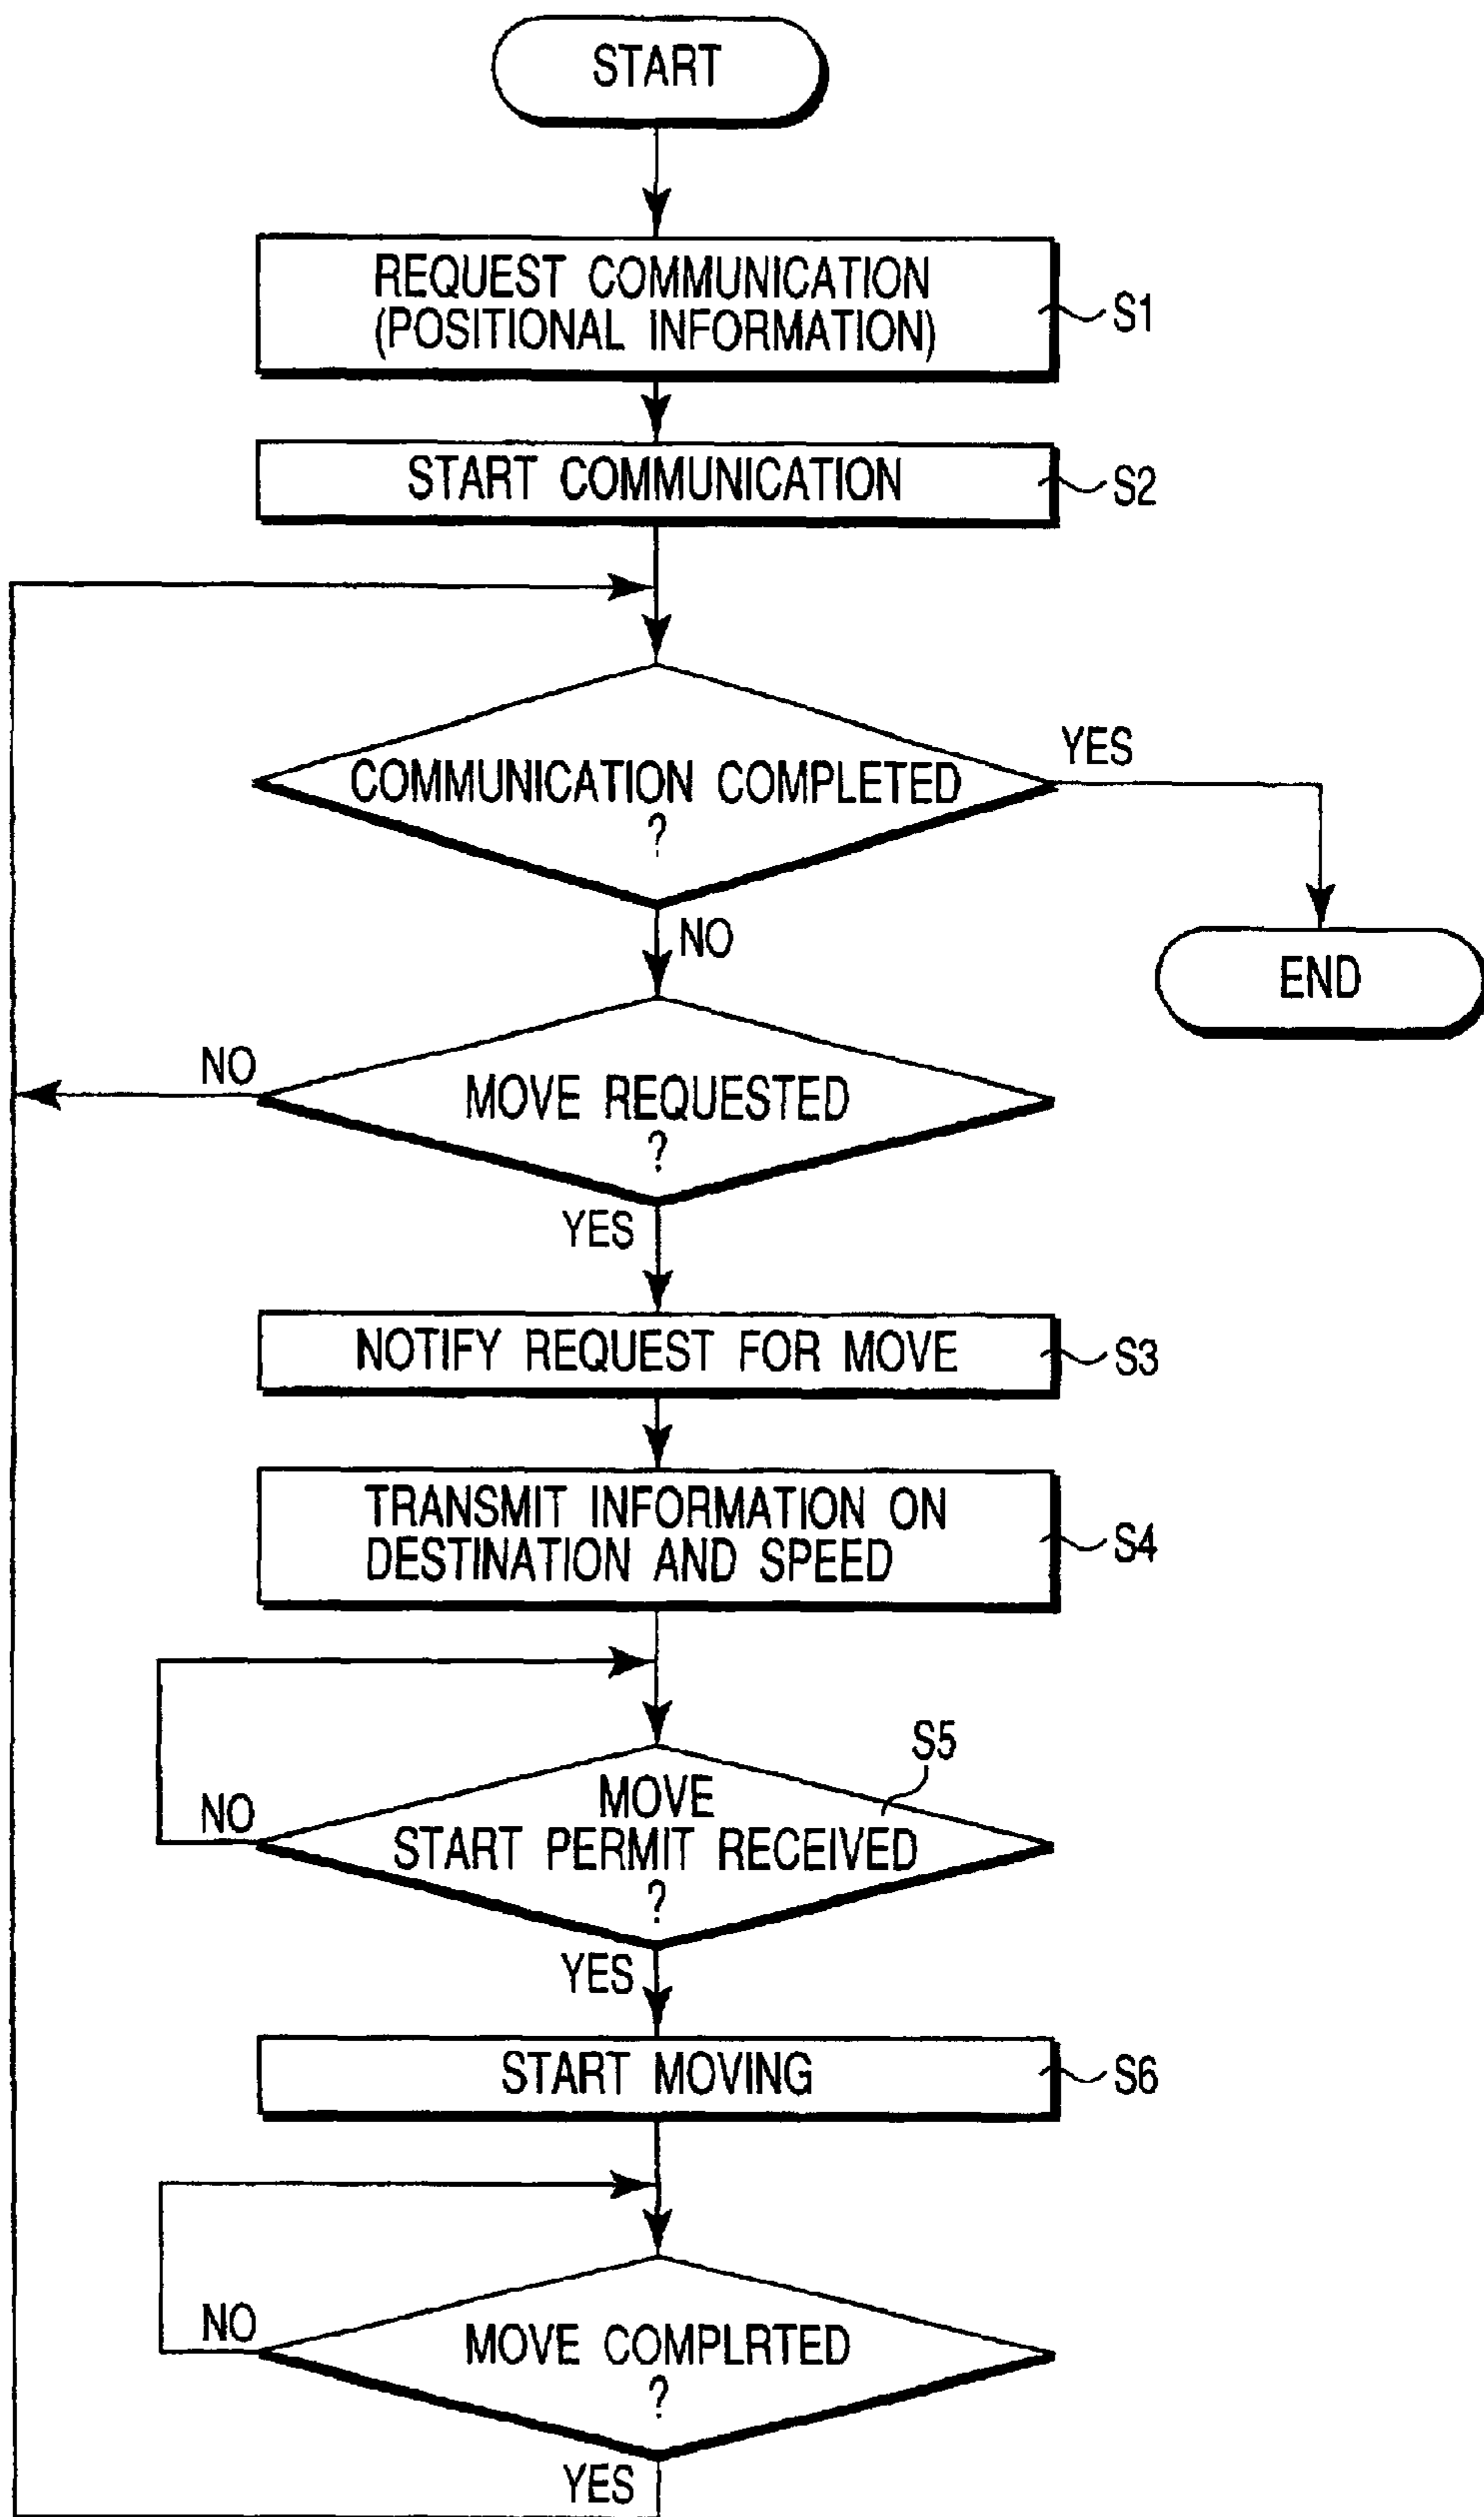 START
REQUEST COMMUNICATION
(POSITIONAL INFORMATION)
S1
START COMMUNICATION
S2
COMMUNICATION COMPLETED
?
YES
NO
END
MOVE REQUESTED
?
NO
YES
NOTIFY REQUEST FOR MOVE
S3
TRANSMIT INFORMATION ON
DESTINATION AND SPEED
S4
S5
MOVE
START PERMIT RECEIVED
?
NO
YES
START MOVING
S6
MOVE COMPLRTED
?
NO
YES